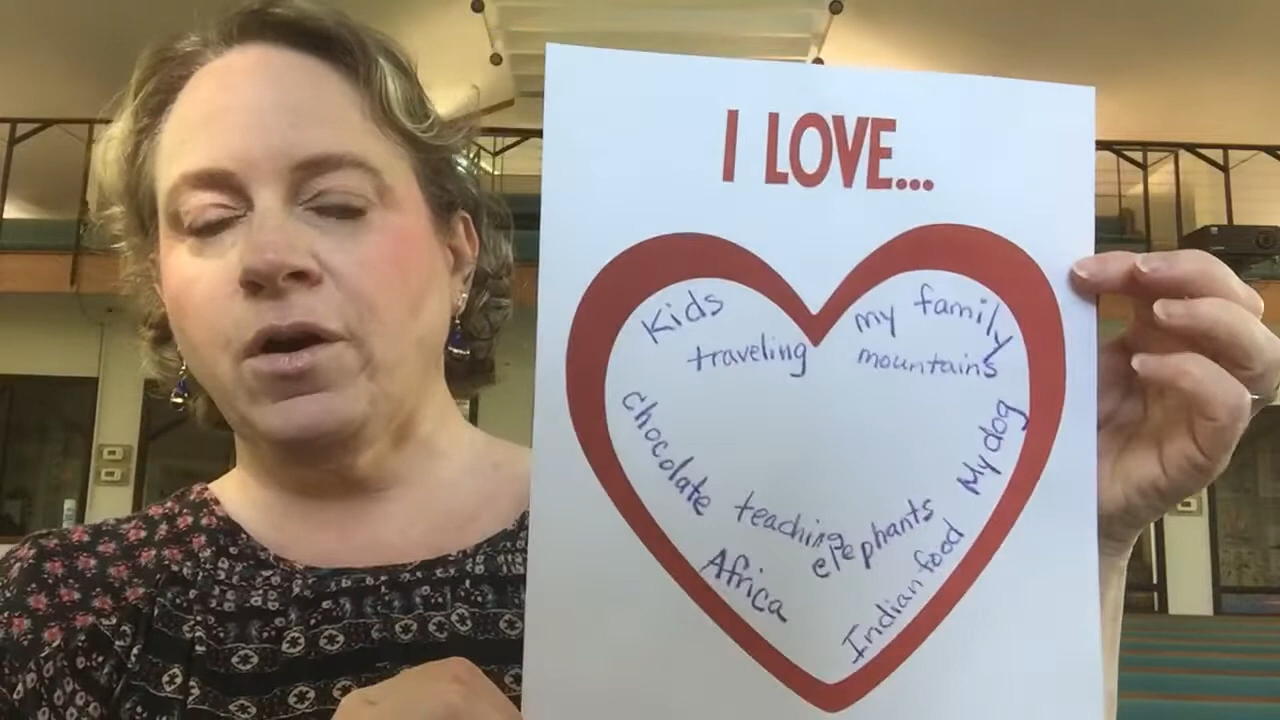 I LOVE...
Kids
my family
traveling
mountains
chocolate
My dog
teaching
elephants
Africa
Indian food